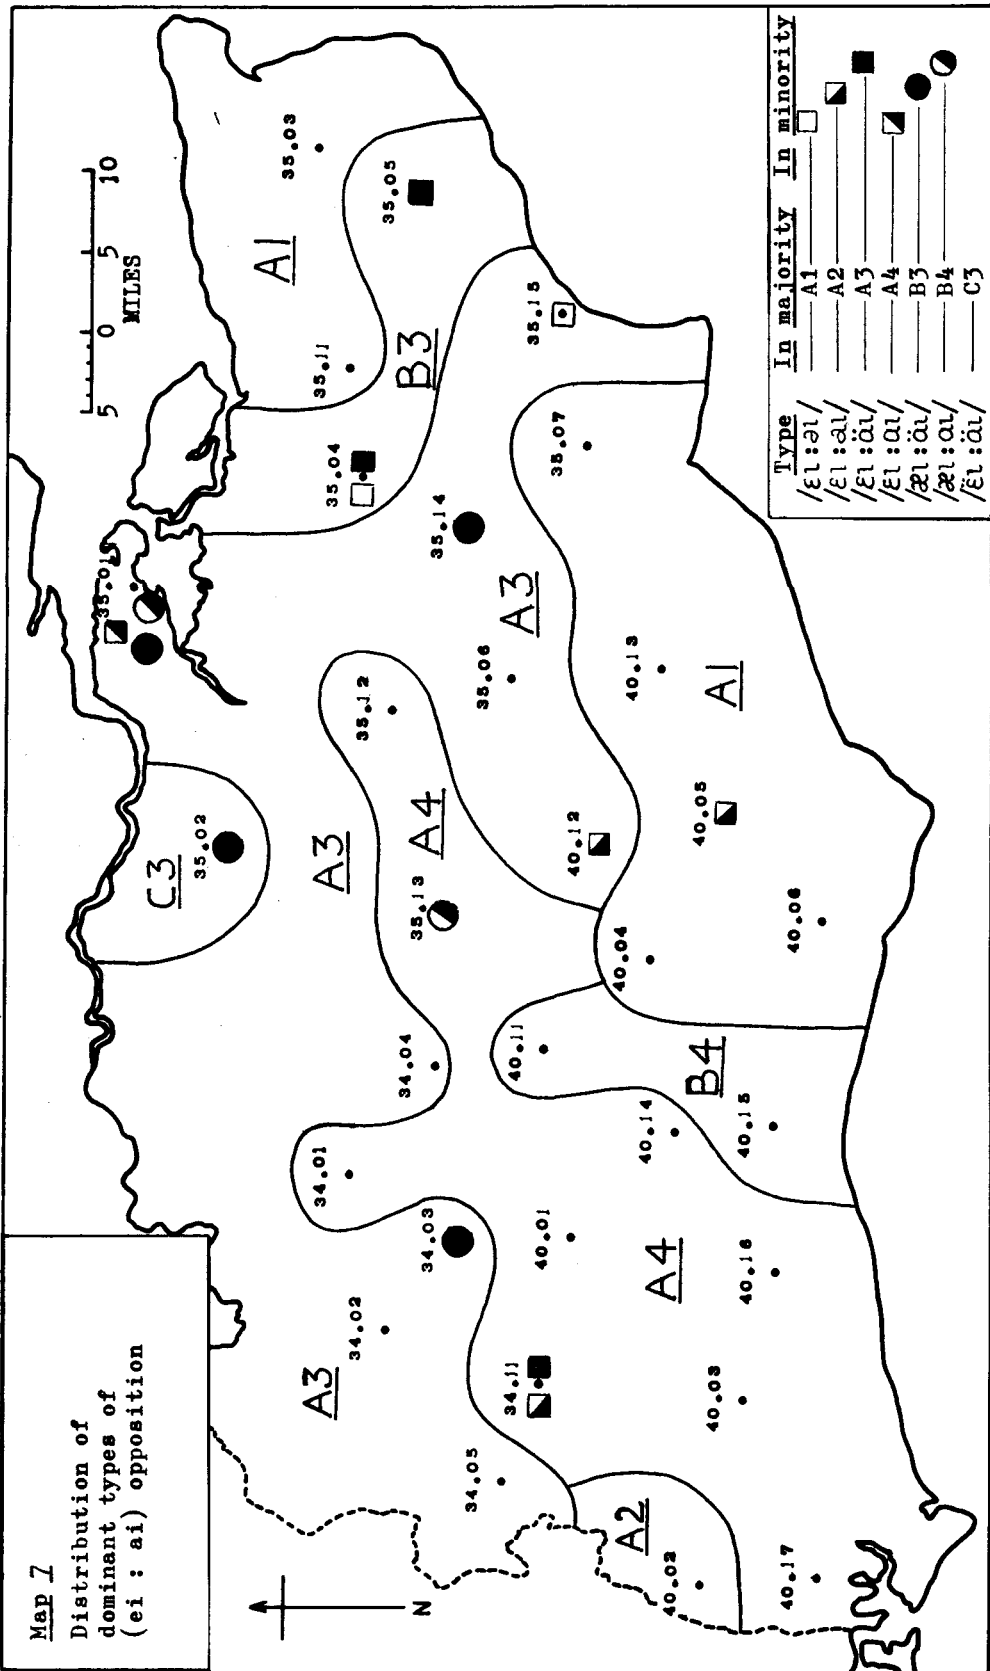 Map 7
Distribution of
dominant types of
(ei : ai) opposition
N
5 0 5 10
MILES
35.01
35.02
35.03
35.04
35.05
35.06
35.07
35.11
35.12
35.13
35.14
35.15
34.01
34.02
34.03
34.04
34.05
34.11
40.01
40.02
40.03
40.04
40.05
40.06
40.11
40.12
40.13
40.14
40.15
40.16
40.17
C3
A3
A1
B3
A3
A4
A3
A1
B4
A4
A2
Type In majority In minority
/ɛɪ:əɪ/ A1
A2
/ɛɪ:äɪ/ A3
/ɛɪ:ɑɪ/ A4
/æɪ:äɪ/ B3
/æɪ:ɑɪ/ B4
/ɛ̈ɪ:äɪ/ C3